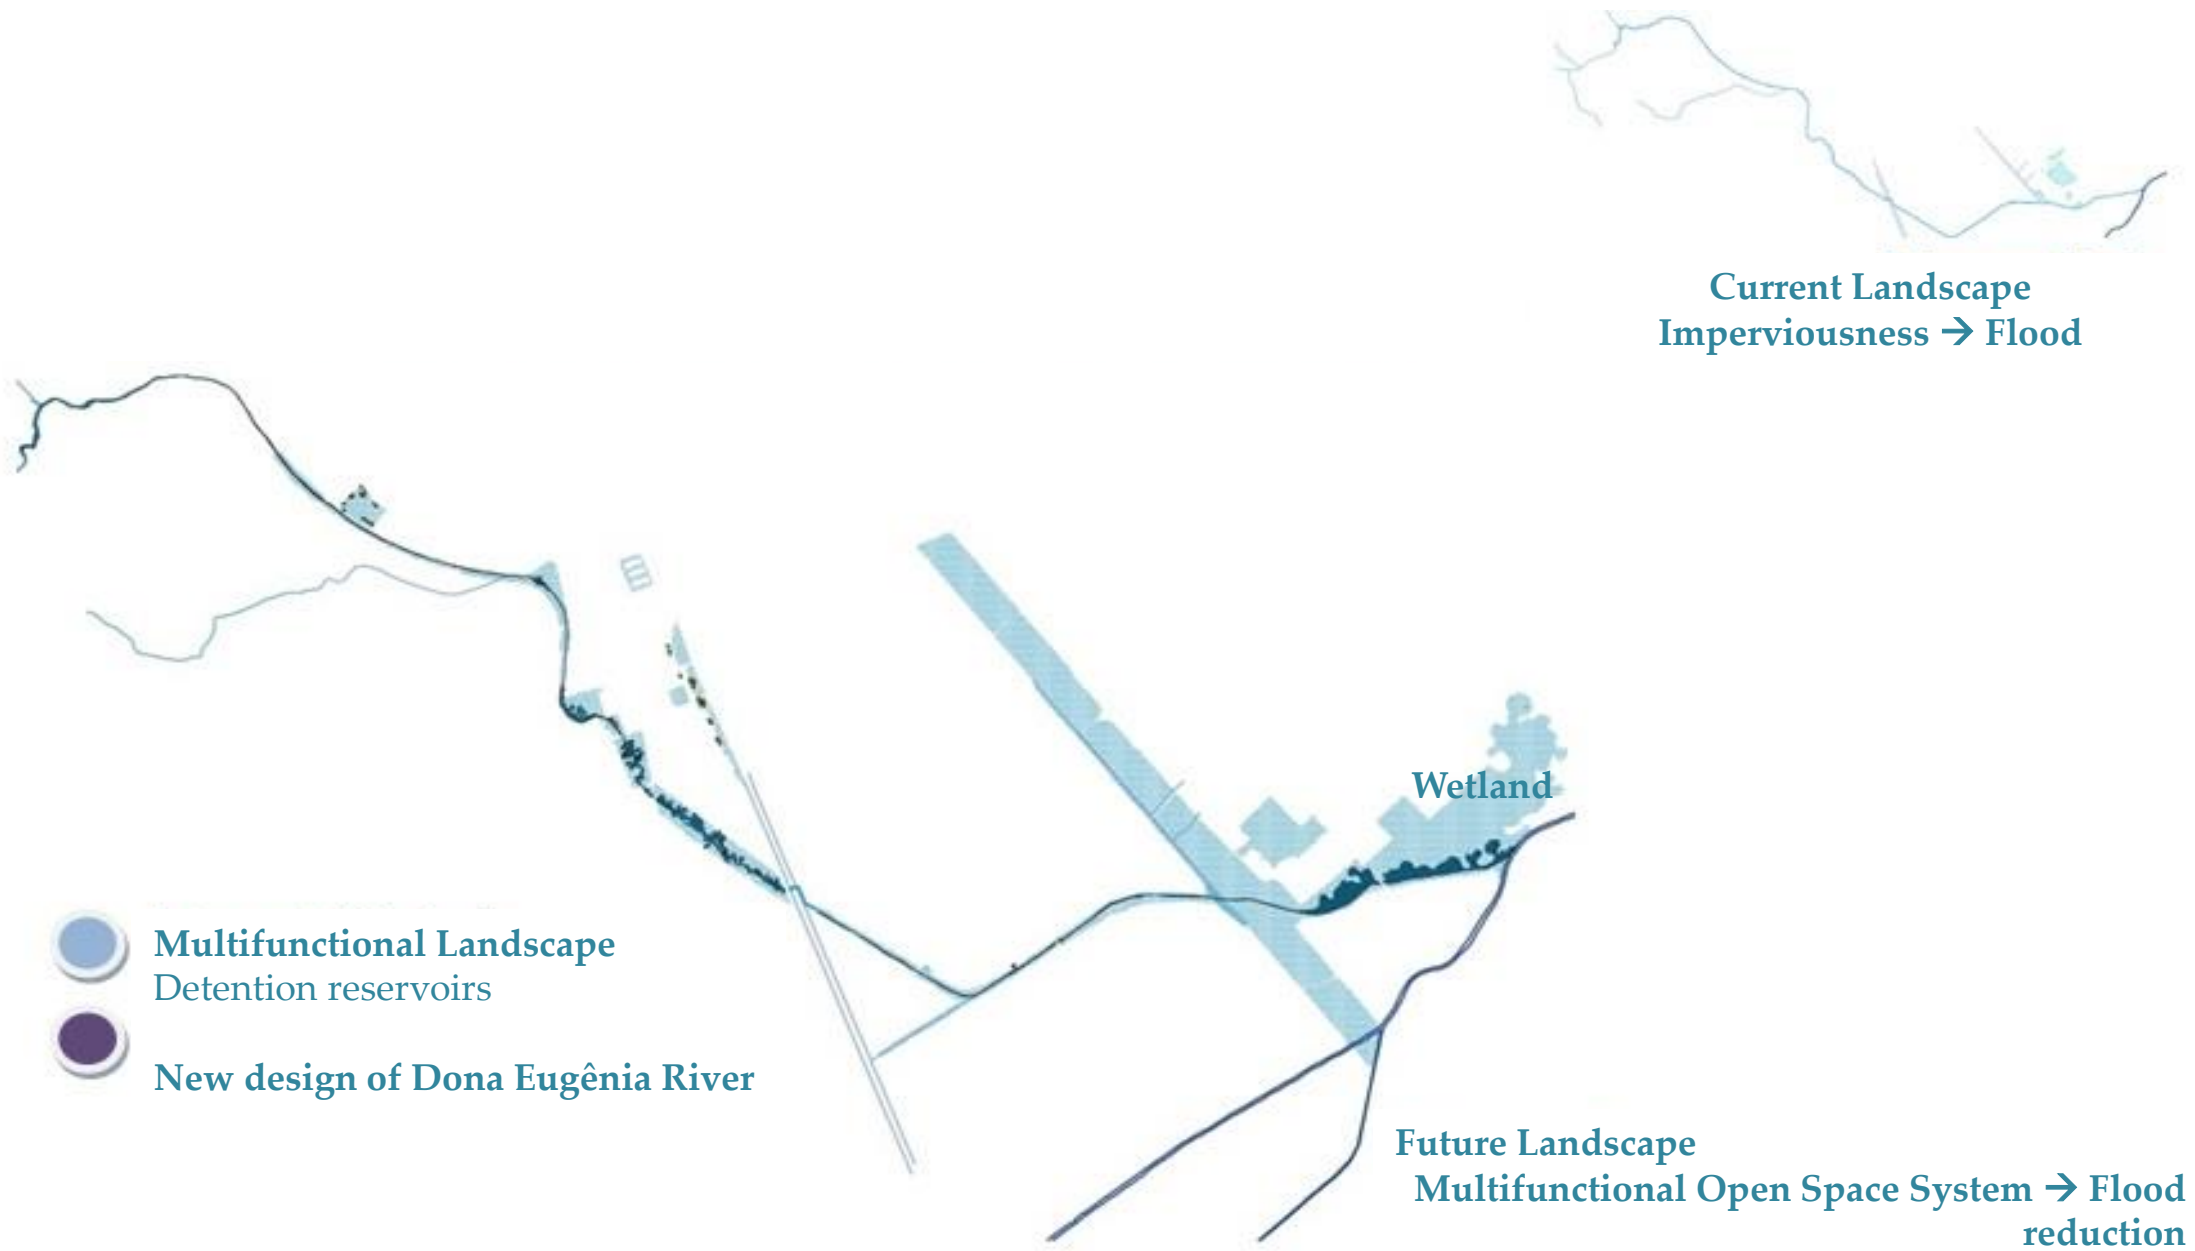 Current Landscape
Imperviousness → Flood
Wetland
Multifunctional Landscape
Detention reservoirs
New design of Dona Eugênia River
Future Landscape
Multifunctional Open Space System → Flood
reduction